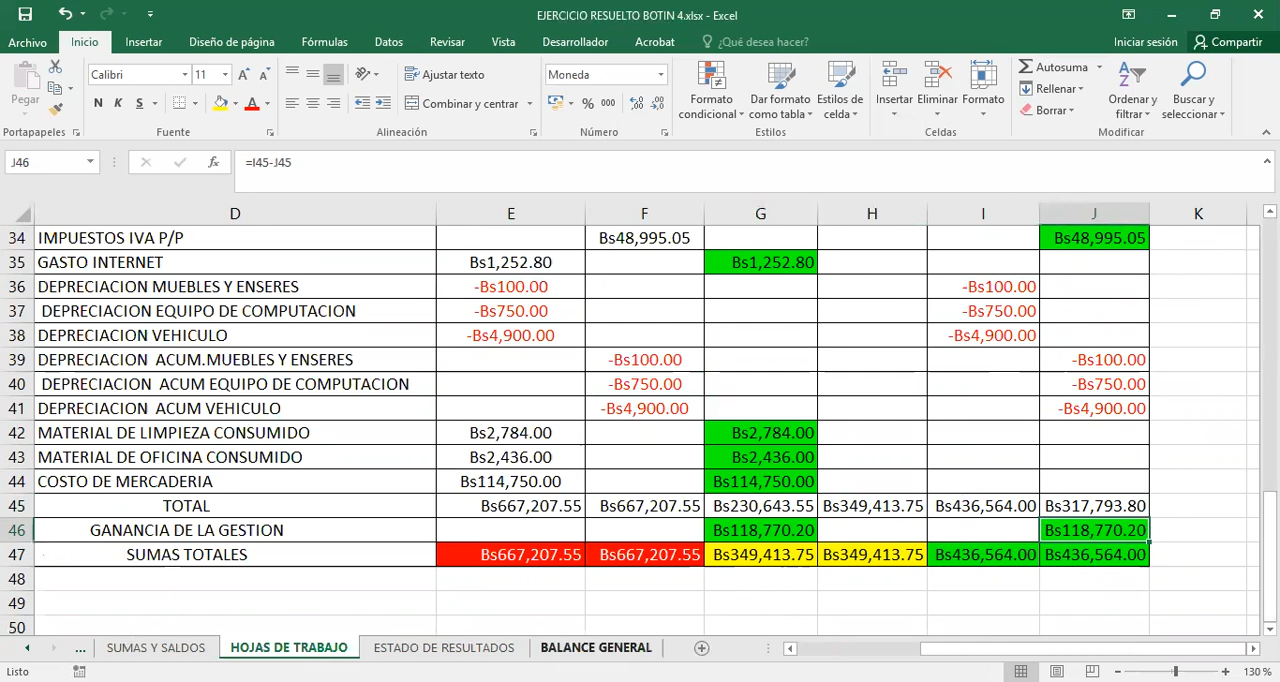 EJERCICIO RESUELTO BOTIN 4.xlsx - Excel
Archivo Inicio Insertar Diseño de página Fórmulas Datos Revisar Vista Desarrollador Acrobat ¿Qué desea hacer? Iniciar sesión Compartir
Calibri 11 Ajustar texto Moneda Autosuma
Pegar N K S Combinar y centrar % 000 Formato condicional Dar formato como tabla Estilos de celda Insertar Eliminar Formato Rellenar Borrar Ordenar y filtrar Buscar y seleccionar
Portapapeles Fuente Alineación Número Estilos Celdas Modificar
J46 fx =I45-J45
D E F G H I J K
34 IMPUESTOS IVA P/P Bs48,995.05 Bs48,995.05
35 GASTO INTERNET Bs1,252.80 Bs1,252.80
36 DEPRECIACION MUEBLES Y ENSERES -Bs100.00 -Bs100.00
37 DEPRECIACION EQUIPO DE COMPUTACION -Bs750.00 -Bs750.00
38 DEPRECIACION VEHICULO -Bs4,900.00 -Bs4,900.00
39 DEPRECIACION ACUM.MUEBLES Y ENSERES -Bs100.00 -Bs100.00
40 DEPRECIACION ACUM EQUIPO DE COMPUTACION -Bs750.00 -Bs750.00
41 DEPRECIACION ACUM VEHICULO -Bs4,900.00 -Bs4,900.00
42 MATERIAL DE LIMPIEZA CONSUMIDO Bs2,784.00 Bs2,784.00
43 MATERIAL DE OFICINA CONSUMIDO Bs2,436.00 Bs2,436.00
44 COSTO DE MERCADERIA Bs114,750.00 Bs114,750.00
45 TOTAL Bs667,207.55 Bs667,207.55 Bs230,643.55 Bs349,413.75 Bs436,564.00 Bs317,793.80
46 GANANCIA DE LA GESTION Bs118,770.20 Bs118,770.20
47 SUMAS TOTALES Bs667,207.55 Bs667,207.55 Bs349,413.75 Bs349,413.75 Bs436,564.00 Bs436,564.00
48
49
50
... SUMAS Y SALDOS HOJAS DE TRABAJO ESTADO DE RESULTADOS BALANCE GENERAL
Listo 130 %